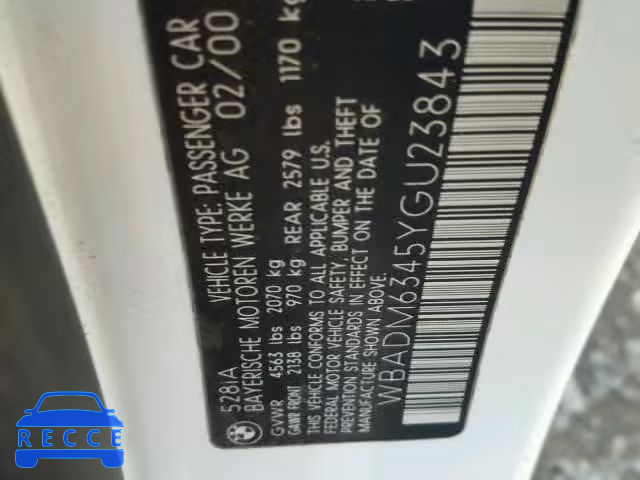 528iA
VEHICLE TYPE: PASSENGER CAR
BAYERISCHE MOTOREN WERKE AG 02/00
GVWR 4563 lbs 2070 kg
GAWR FRONT 2138 lbs 970 kg REAR 2579 lbs 1170 kg
THIS VEHICLE CONFORMS TO ALL APPLICABLE U.S.
FEDERAL MOTOR VEHICLE SAFETY, BUMPER AND THEFT
PREVENTION STANDARDS IN EFFECT ON THE DATE OF
MANUFACTURE SHOWN ABOVE.
WBADM6345YGU23843
RECCE